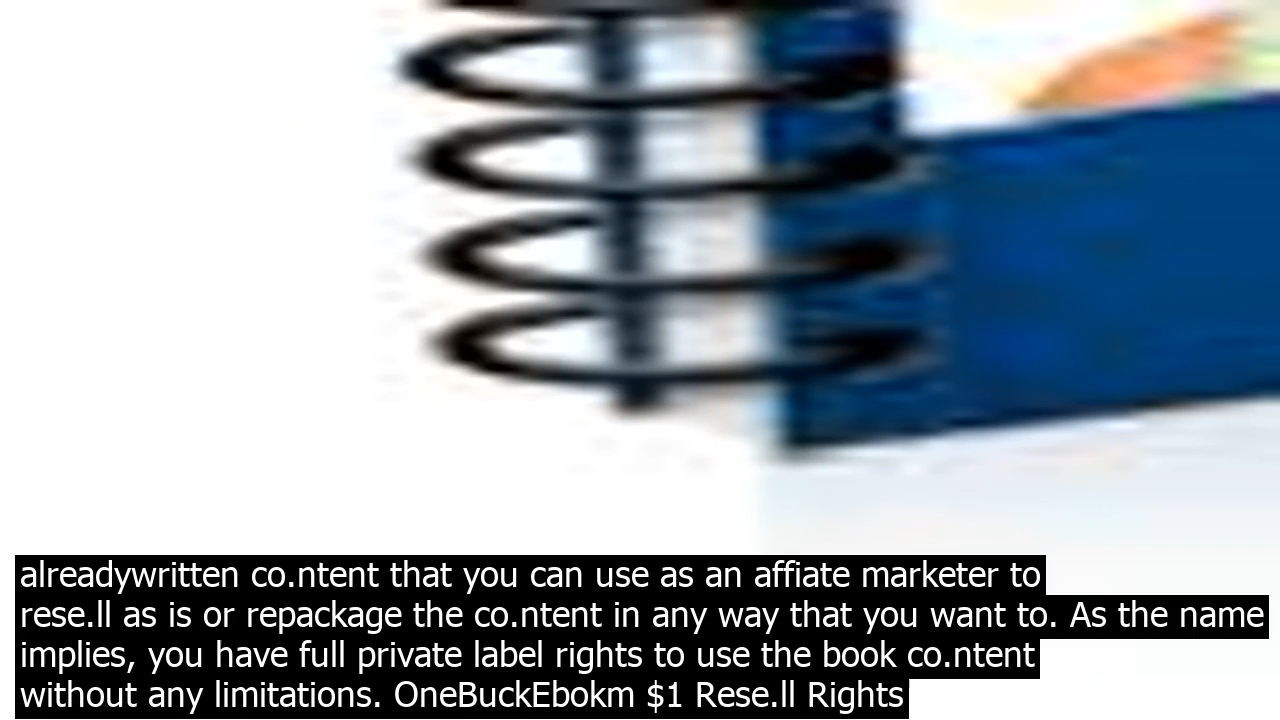 alreadywritten co.ntent that you can use as an affiate marketer to
rese.ll as is or repackage the co.ntent in any way that you want to. As the name
implies, you have full private label rights to use the book co.ntent
without any limitations. OneBuckEbokm $1 Rese.ll Rights